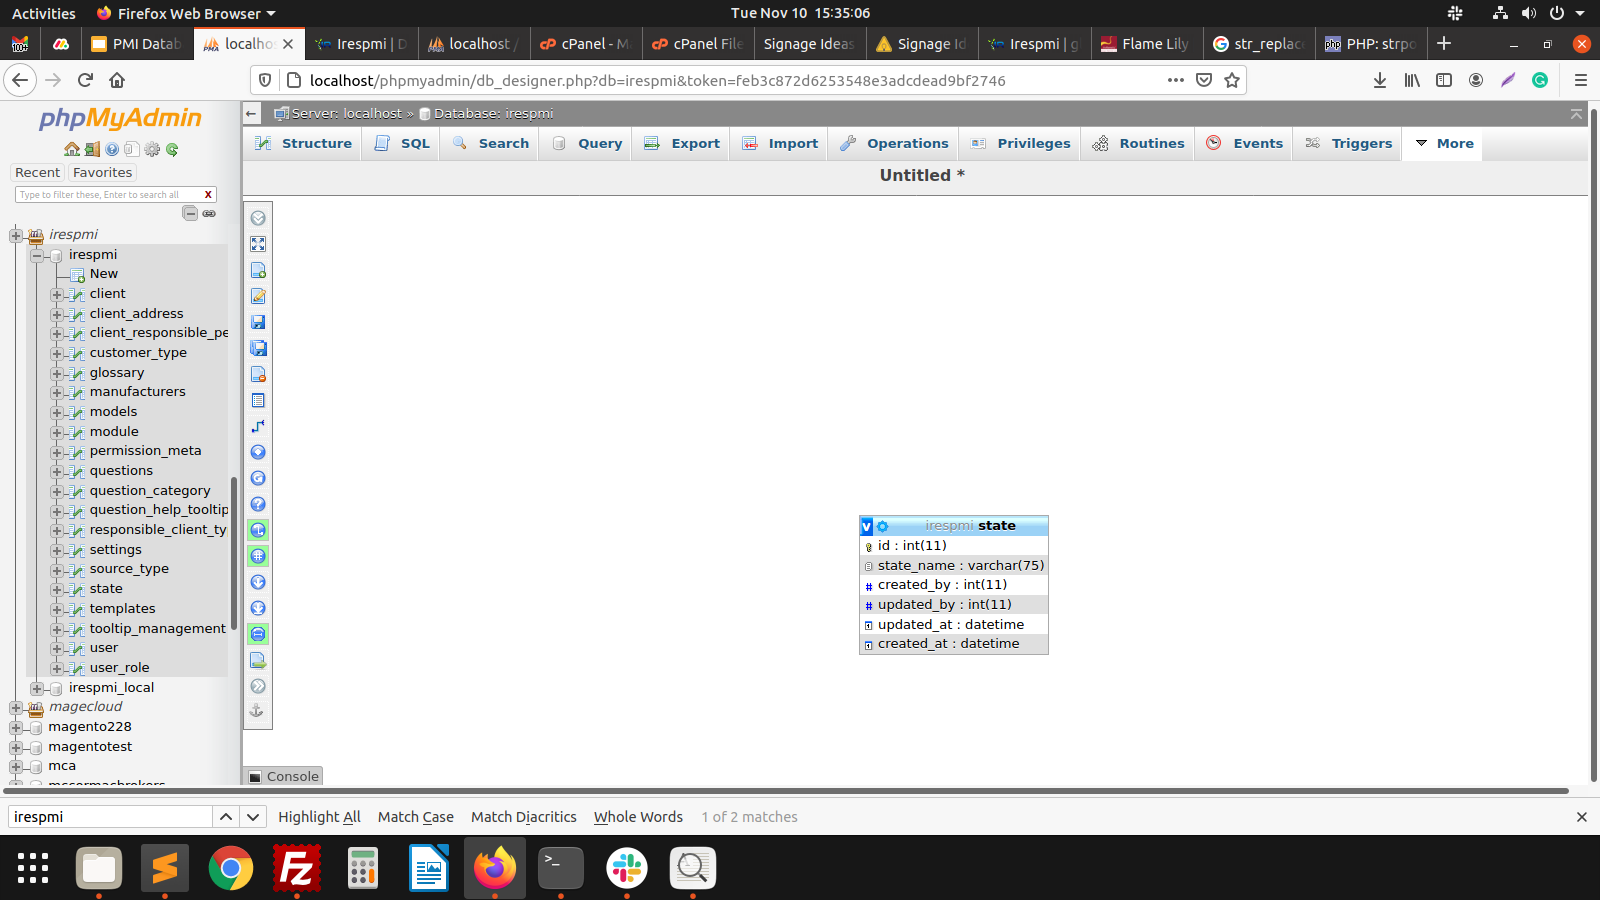 Activities
Firefox Web Browser
Tue Nov 10 15:35:06
100+
PMI Datab
localho
Irespmi | D
localhost /
cPanel - M
cPanel File
Signage Ideas
Signage Id
Irespmi | g
Flame Lily
str_replac
PHP: strpo
localhost/phpmyadmin/db_designer.php?db=irespmi&token=feb3c872d6253548e3adcdead9bf2746
phpMyAdmin
Recent
Favorites
Type to filter these, Enter to search all
X
irespmi
irespmi
New
client
client_address
client_responsible_pe
customer_type
glossary
manufacturers
models
module
permission_meta
questions
question_category
question_help_tooltip
responsible_client_ty
settings
source_type
state
templates
tooltip_management
user
user_role
irespmi_local
magecloud
magento228
magentotest
mca
Server: localhost » Database: irespmi
Structure
SQL
Search
Query
Export
Import
Operations
Privileges
Routines
Events
Triggers
More
Untitled *
v irespmi state
id : int(11)
state_name : varchar(75)
# created_by : int(11)
# updated_by : int(11)
updated_at : datetime
created_at : datetime
Console
irespmi
Highlight All
Match Case
Match Diacritics
Whole Words
1 of 2 matches